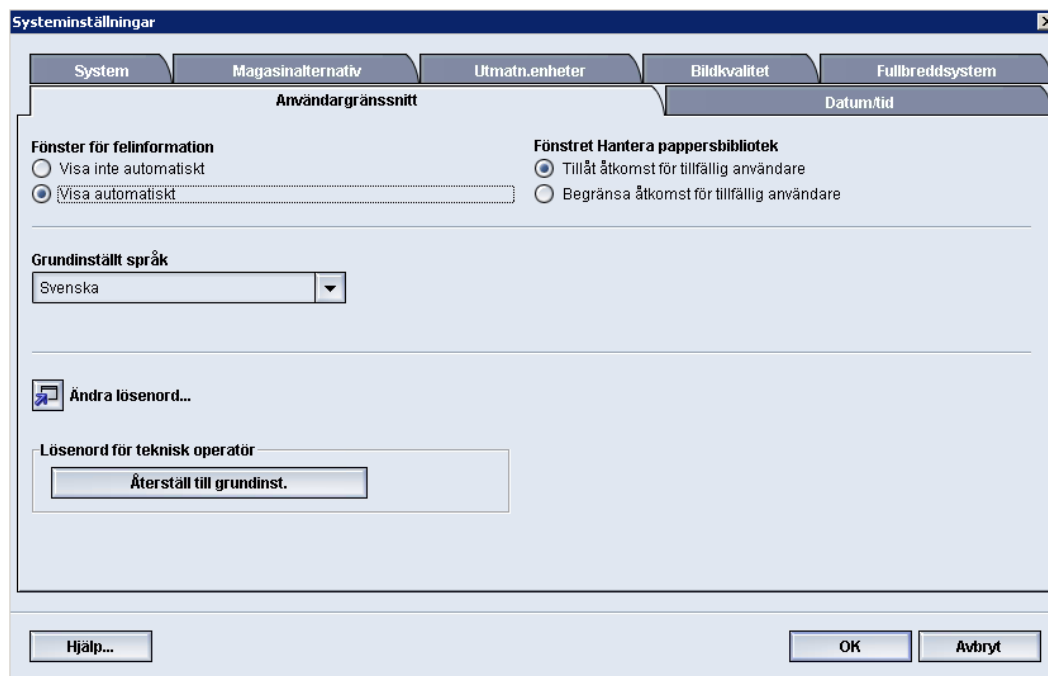 Systeminställningar
System
Magasinalternativ
Utmatn.enheter
Bildkvalitet
Fullbreddsystem
Användargränssnitt
Datum/tid
Fönster för felinformation
Visa inte automatiskt
Visa automatiskt
Fönstret Hantera pappersbibliotek
Tillåt åtkomst för tillfällig användare
Begränsa åtkomst för tillfällig användare
Grundinställt språk
Svenska
Ändra lösenord...
Lösenord för teknisk operatör
Återställ till grundinst.
Hjälp...
OK
Avbryt